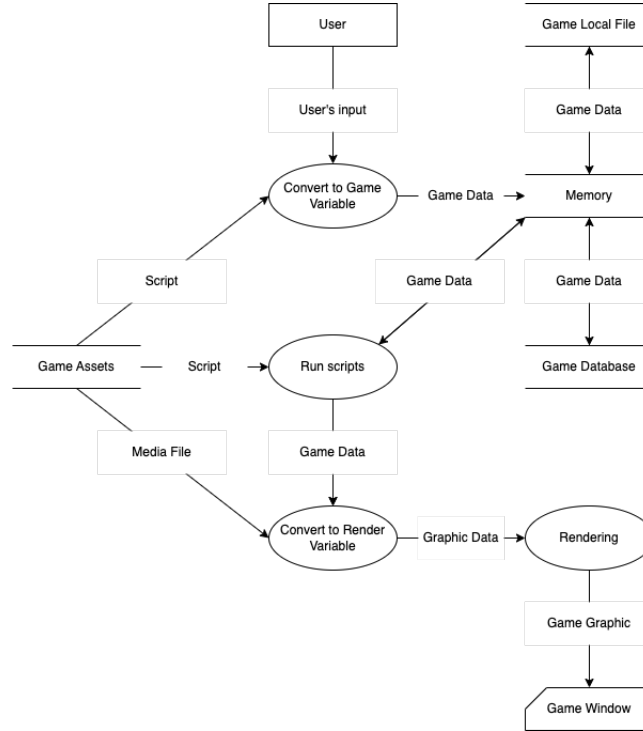 User
Game Local File
User's input
Game Data
Convert to Game
Variable
Game Data
Memory
Script
Game Data
Game Data
Game Assets
Script
Run scripts
Game Database
Media File
Game Data
Convert to Render
Variable
Graphic Data
Rendering
Game Graphic
Game Window